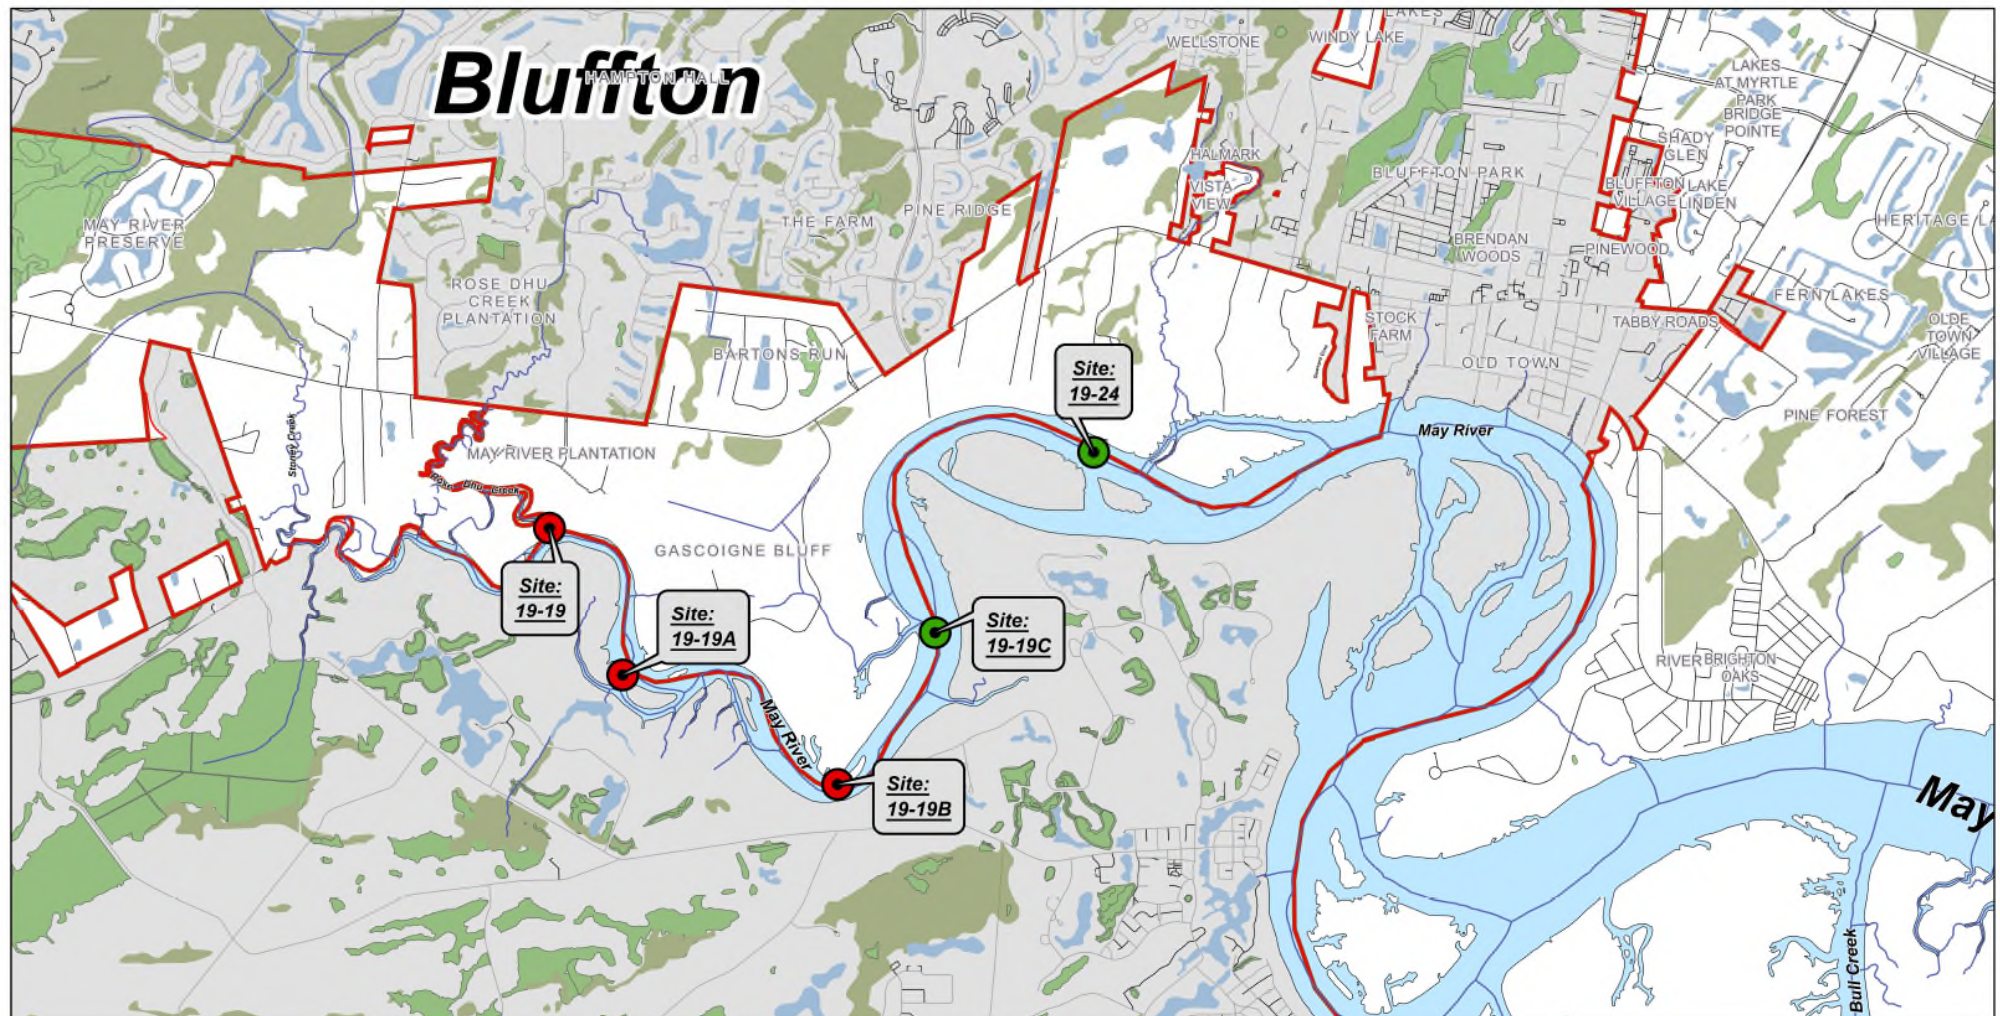 LAKES
WELLSTONE
WINDY LAKE
Bluffton
HAMPTON HALL
LAKES
AT MYRTLE
PARK
BRIDGE
POINTE
SHADY
GLEN
HALMARK
BLUFFTON PARK
VISTA
VIEW
BLUFFTON
VILLAGE
LAKE
LINDEN
MAY RIVER
PRESERVE
THE FARM
PINE RIDGE
HERITAGE LA
BRENDAN
WOODS
PINEWOOD
ROSE DHU
CREEK
PLANTATION
FERN LAKES
STOCK
FARM
TABBY ROADS
OLDE
TOWN
VILLAGE
BARTONS RUN
OLD TOWN
Site:
19-24
PINE FOREST
May River
Stoney Creek
MAY RIVER PLANTATION
Rose Dhu Creek
GASCOIGNE BLUFF
Site:
19-19
Site:
19-19A
Site:
19-19C
RIVER
BRIGHTON
OAKS
May River
Site:
19-19B
May
Bull Creek